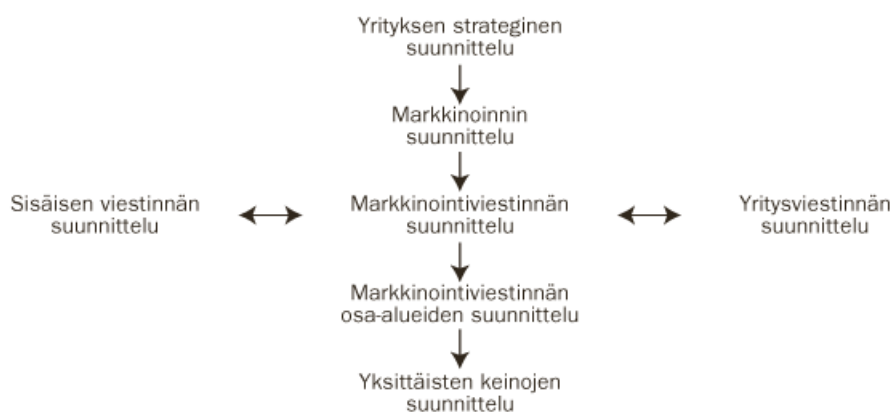 Yrityksen strateginen
suunnittelu
Markkinoinnin
suunnittelu
Sisäisen viestinnän
suunnittelu
Markkinointiviestinnän
suunnittelu
Yritysviestinnän
suunnittelu
Markkinointiviestinnän
osa-alueiden suunnittelu
Yksittäisten keinojen
suunnittelu